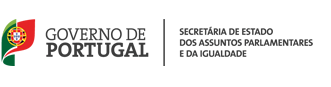 GOVERNO DE
PORTUGAL
SECRETÁRIA DE ESTADO
DOS ASSUNTOS PARLAMENTARES
E DA IGUALDADE